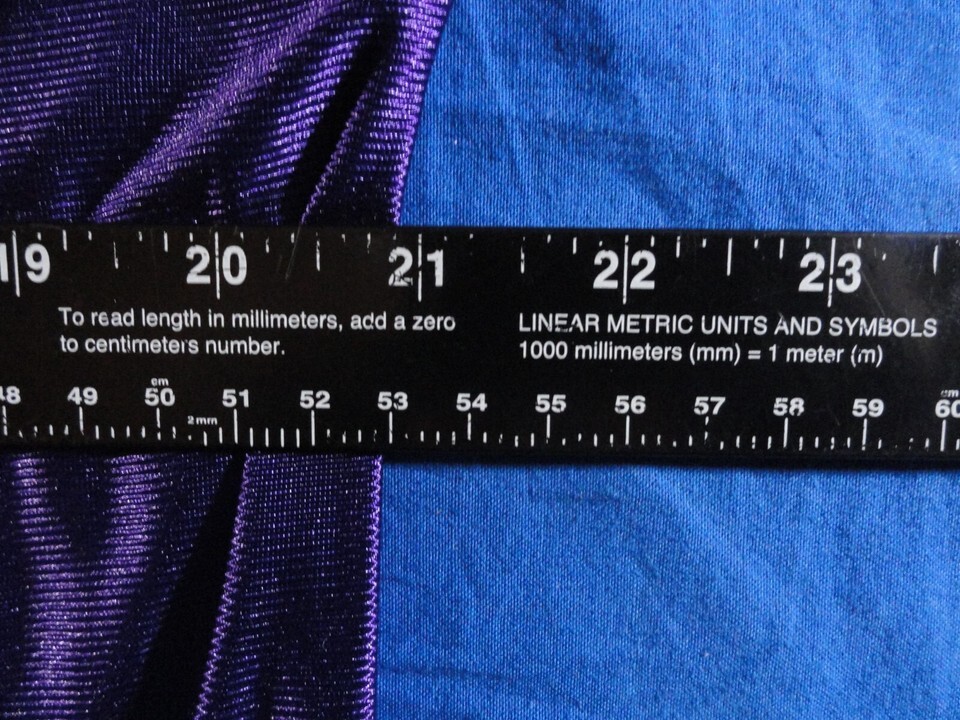 19 20 21 22 23
To read length in millimeters, add a zero
to centimeters number.
LINEAR METRIC UNITS AND SYMBOLS
1000 millimeters (mm) = 1 meter (m)
cm cm
48 49 50 51 52 53 54 55 56 57 58 59 60
2mm